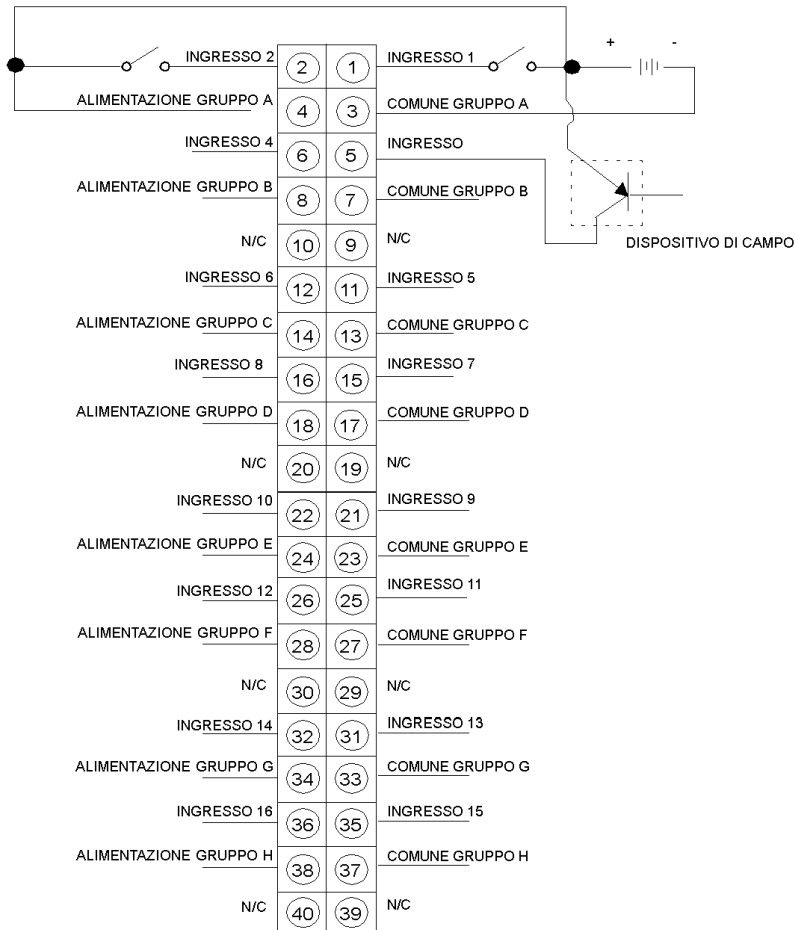 + -
INGRESSO 2 2 1 INGRESSO 1
ALIMENTAZIONE GRUPPO A 4 3 COMUNE GRUPPO A
INGRESSO 4 6 5 INGRESSO
ALIMENTAZIONE GRUPPO B 8 7 COMUNE GRUPPO B
N/C 10 9 N/C
DISPOSITIVO DI CAMPO
INGRESSO 6 12 11 INGRESSO 5
ALIMENTAZIONE GRUPPO C 14 13 COMUNE GRUPPO C
INGRESSO 8 16 15 INGRESSO 7
ALIMENTAZIONE GRUPPO D 18 17 COMUNE GRUPPO D
N/C 20 19 N/C
INGRESSO 10 22 21 INGRESSO 9
ALIMENTAZIONE GRUPPO E 24 23 COMUNE GRUPPO E
INGRESSO 12 26 25 INGRESSO 11
ALIMENTAZIONE GRUPPO F 28 27 COMUNE GRUPPO F
N/C 30 29 N/C
INGRESSO 14 32 31 INGRESSO 13
ALIMENTAZIONE GRUPPO G 34 33 COMUNE GRUPPO G
INGRESSO 16 36 35 INGRESSO 15
ALIMENTAZIONE GRUPPO H 38 37 COMUNE GRUPPO H
N/C 40 39 N/C